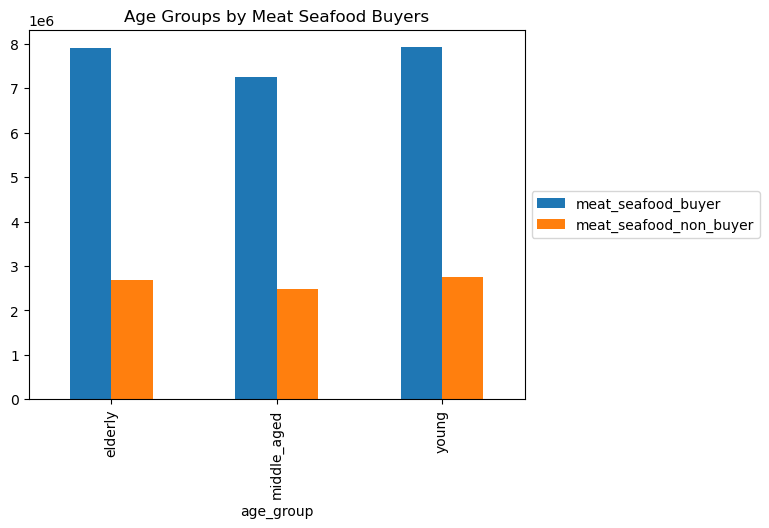 Age Groups by Meat Seafood Buyers
1e6
8
7
6
5
4
3
2
1
0
meat_seafood_buyer
meat_seafood_non_buyer
elderly
middle_aged
young
age_group